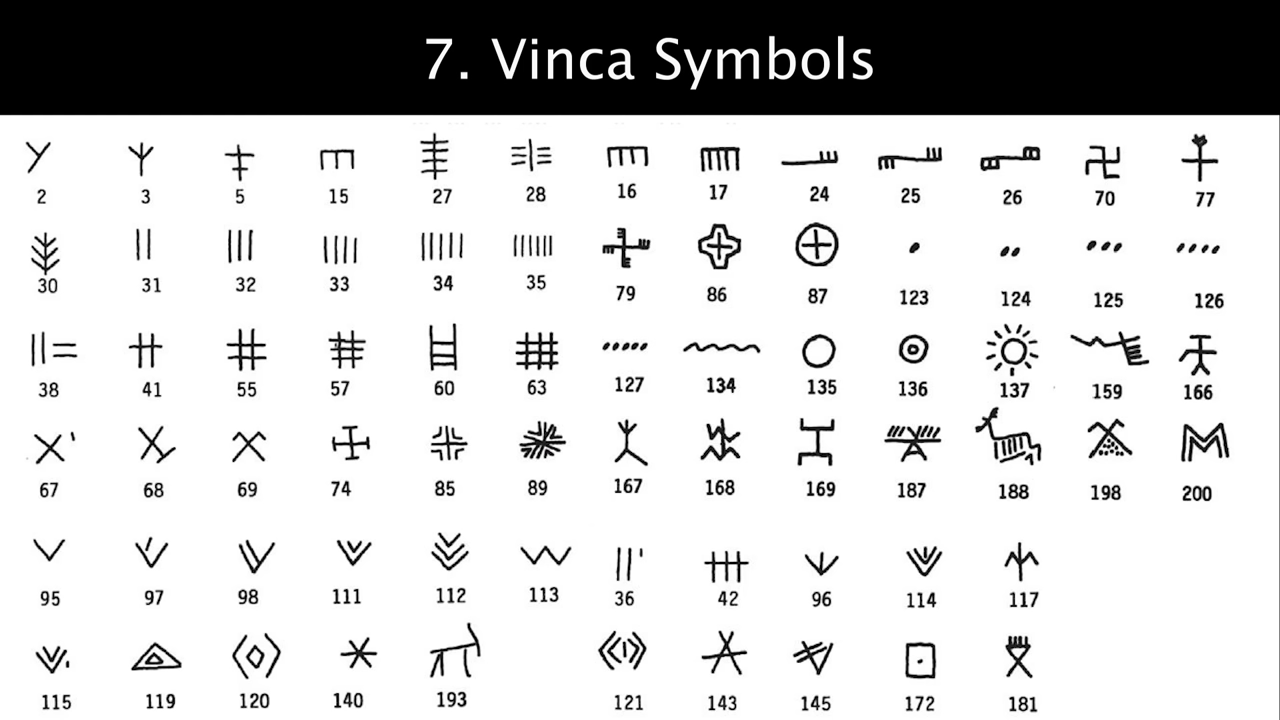 7. Vinca Symbols
2 3 5 15 27 28 16 17 24 25 26 70 77
30 31 32 33 34 35 79 86 87 123 124 125 126
38 41 55 57 60 63 127 134 135 136 137 159 166
67 68 69 74 85 89 167 168 169 187 188 198 200
95 97 98 111 112 113 36 42 96 114 117
115 119 120 140 193 121 143 145 172 181